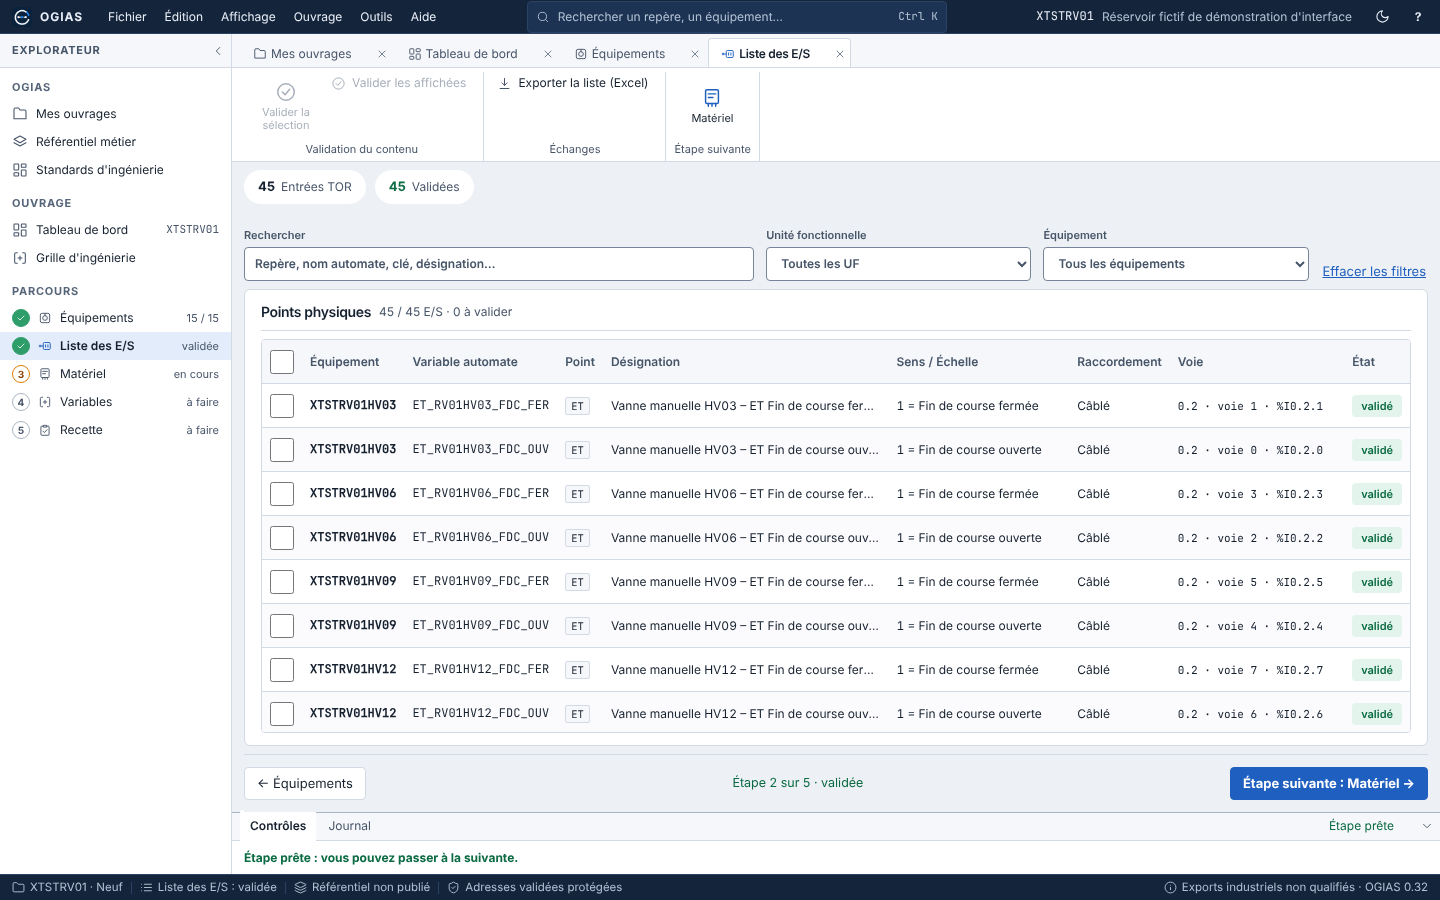 OGIAS Fichier Édition Affichage Ouvrage Outils Aide Rechercher un repère, un équipement... Ctrl K XTSTRV01 Réservoir fictif de démonstration d'interface ?
EXPLORATEUR
Mes ouvrages Tableau de bord Équipements Liste des E/S
OGIAS
Mes ouvrages
Référentiel métier
Standards d'ingénierie
OUVRAGE
Tableau de bord XTSTRV01
Grille d'ingénierie
PARCOURS
Équipements 15 / 15
Liste des E/S validée
3 Matériel en cours
4 Variables à faire
5 Recette à faire
Valider la
sélection
Valider les affichées
Validation du contenu
Exporter la liste (Excel)
Échanges
Matériel
Étape suivante
45 Entrées TOR 45 Validées
Rechercher Unité fonctionnelle Équipement
Repère, nom automate, clé, désignation... Toutes les UF Tous les équipements Effacer les filtres
Points physiques 45 / 45 E/S · 0 à valider
Équipement Variable automate Point Désignation Sens / Échelle Raccordement Voie État
XTSTRV01HV03 ET_RV01HV03_FDC_FER ET Vanne manuelle HV03 – ET Fin de course fer... 1 = Fin de course fermée Câblé 0.2 · voie 1 · %I0.2.1 validé
XTSTRV01HV03 ET_RV01HV03_FDC_OUV ET Vanne manuelle HV03 – ET Fin de course ouv... 1 = Fin de course ouverte Câblé 0.2 · voie 0 · %I0.2.0 validé
XTSTRV01HV06 ET_RV01HV06_FDC_FER ET Vanne manuelle HV06 – ET Fin de course fer... 1 = Fin de course fermée Câblé 0.2 · voie 3 · %I0.2.3 validé
XTSTRV01HV06 ET_RV01HV06_FDC_OUV ET Vanne manuelle HV06 – ET Fin de course ouv... 1 = Fin de course ouverte Câblé 0.2 · voie 2 · %I0.2.2 validé
XTSTRV01HV09 ET_RV01HV09_FDC_FER ET Vanne manuelle HV09 – ET Fin de course fer... 1 = Fin de course fermée Câblé 0.2 · voie 5 · %I0.2.5 validé
XTSTRV01HV09 ET_RV01HV09_FDC_OUV ET Vanne manuelle HV09 – ET Fin de course ouv... 1 = Fin de course ouverte Câblé 0.2 · voie 4 · %I0.2.4 validé
XTSTRV01HV12 ET_RV01HV12_FDC_FER ET Vanne manuelle HV12 – ET Fin de course fer... 1 = Fin de course fermée Câblé 0.2 · voie 7 · %I0.2.7 validé
XTSTRV01HV12 ET_RV01HV12_FDC_OUV ET Vanne manuelle HV12 – ET Fin de course ouv... 1 = Fin de course ouverte Câblé 0.2 · voie 6 · %I0.2.6 validé
← Équipements Étape 2 sur 5 · validée Étape suivante : Matériel →
Contrôles Journal Étape prête
Étape prête : vous pouvez passer à la suivante.
XTSTRV01 · Neuf Liste des E/S : validée Référentiel non publié Adresses validées protégées Exports industriels non qualifiés · OGIAS 0.32